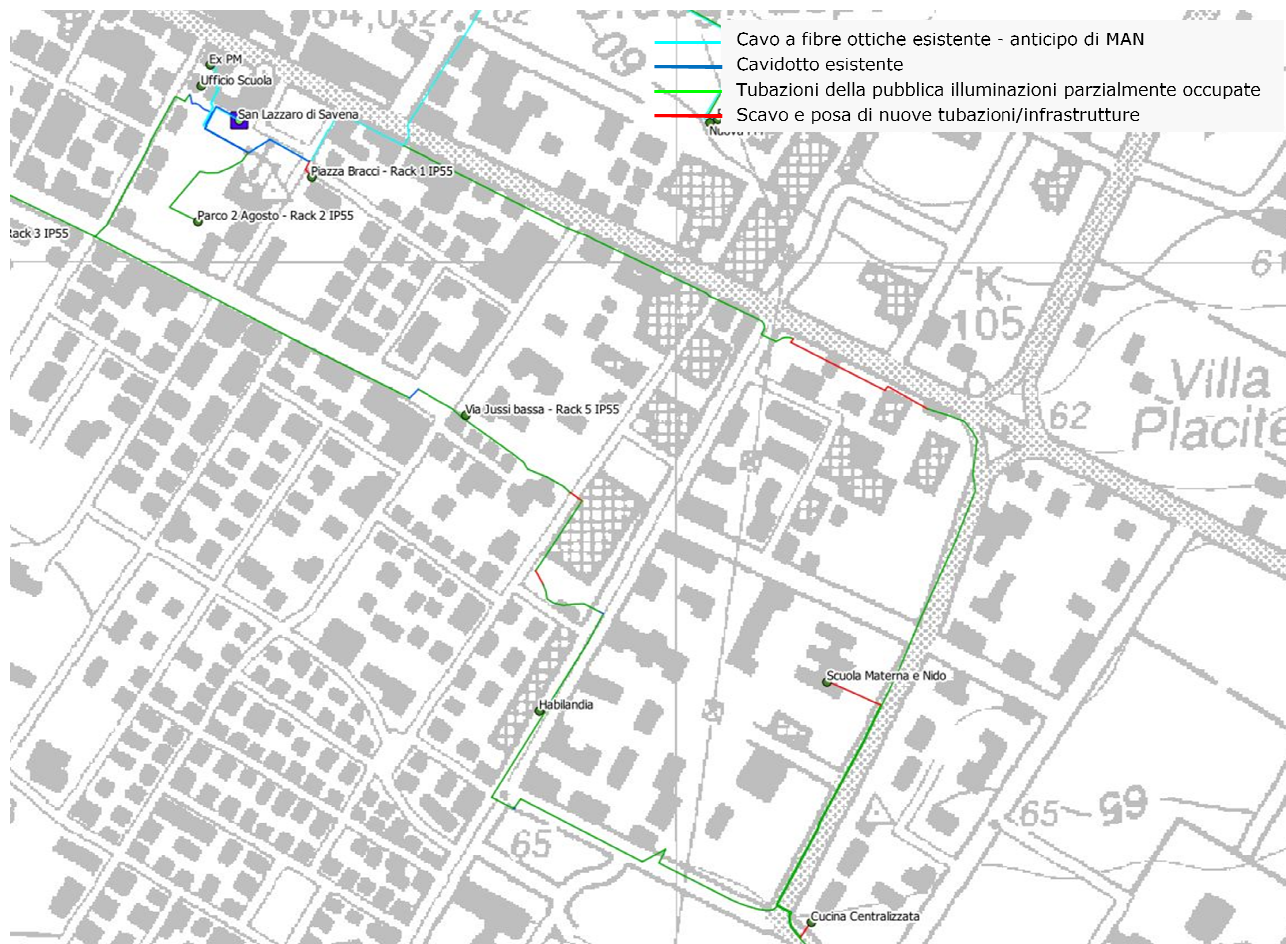 Cavo a fibre ottiche esistente - anticipo di MAN
Cavidotto esistente
Tubazioni della pubblica illuminazioni parzialmente occupate
Scavo e posa di nuove tubazioni/infrastrutture
Ex PM
Ufficio Scuola
San Lazzaro di Savena
Piazza Bracci - Rack 1 IP55
Parco 2 Agosto - Rack 2 IP55
Rack 3 IP55
61
K.
105
Villa
Placite
62
Via Jussi bassa - Rack 5 IP55
Scuola Materna e Nido
Habilandia
65
65
65
Cucina Centralizzata